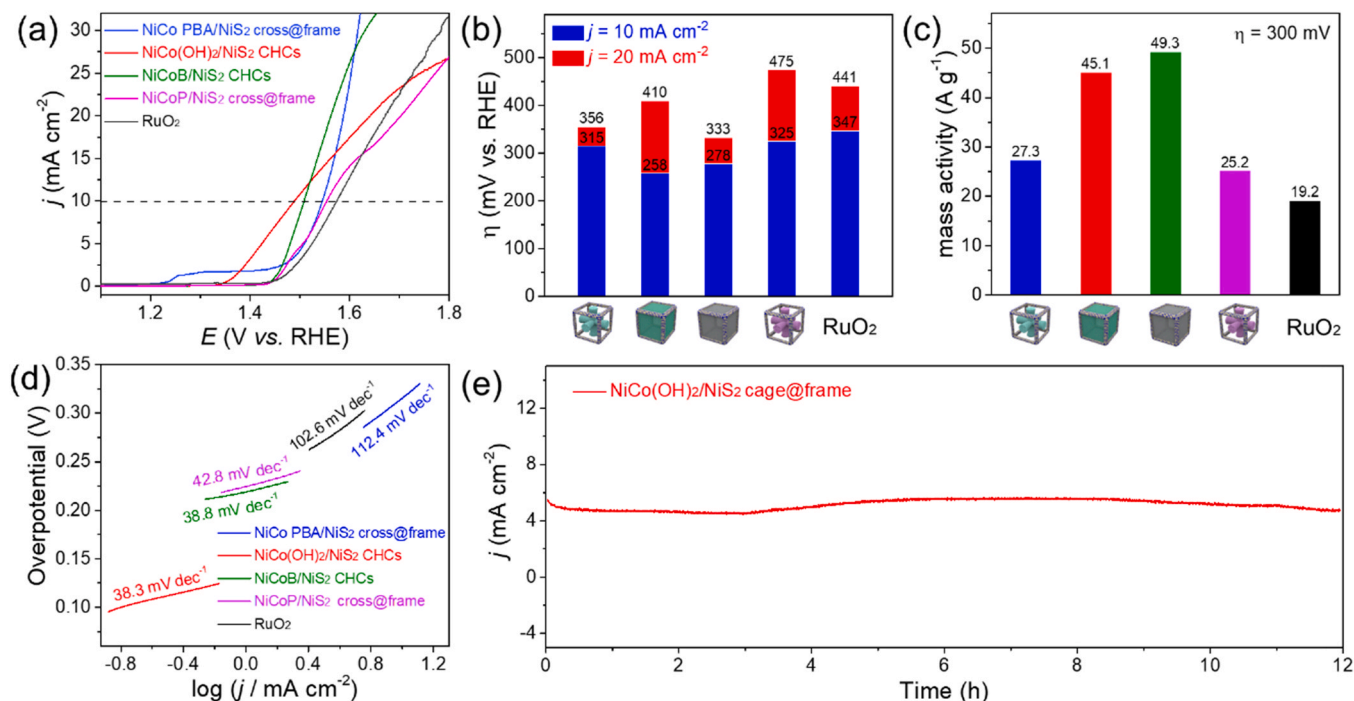 (a)
30
25
20
15
10
5
0
j (mA cm⁻²)
NiCo PBA/NiS₂ cross@frame
NiCo(OH)₂/NiS₂ CHCs
NiCoB/NiS₂ CHCs
NiCoP/NiS₂ cross@frame
RuO₂
1.2 1.4 1.6 1.8
E (V vs. RHE)
(b)
500
400
300
200
100
0
η (mV vs. RHE)
j = 10 mA cm⁻²
j = 20 mA cm⁻²
356 410 333 475 441
315 258 278 325 347
RuO₂
(c)
50
40
30
20
10
0
mass activity (A g⁻¹)
η = 300 mV
27.3 45.1 49.3 25.2 19.2
RuO₂
(d)
0.35
0.30
0.25
0.20
0.15
0.10
Overpotential (V)
102.6 mV dec⁻¹
112.4 mV dec⁻¹
42.8 mV dec⁻¹
38.8 mV dec⁻¹
38.3 mV dec⁻¹
NiCo PBA/NiS₂ cross@frame
NiCo(OH)₂/NiS₂ CHCs
NiCoB/NiS₂ CHCs
NiCoP/NiS₂ cross@frame
RuO₂
-0.8 -0.4 0.0 0.4 0.8 1.2
log (j / mA cm⁻²)
(e)
12
8
4
0
-4
j (mA cm⁻²)
NiCo(OH)₂/NiS₂ cage@frame
0 2 4 6 8 10 12
Time (h)